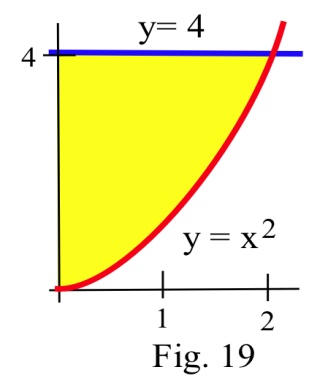 y= 4
4
y = x²
1
2
Fig. 19